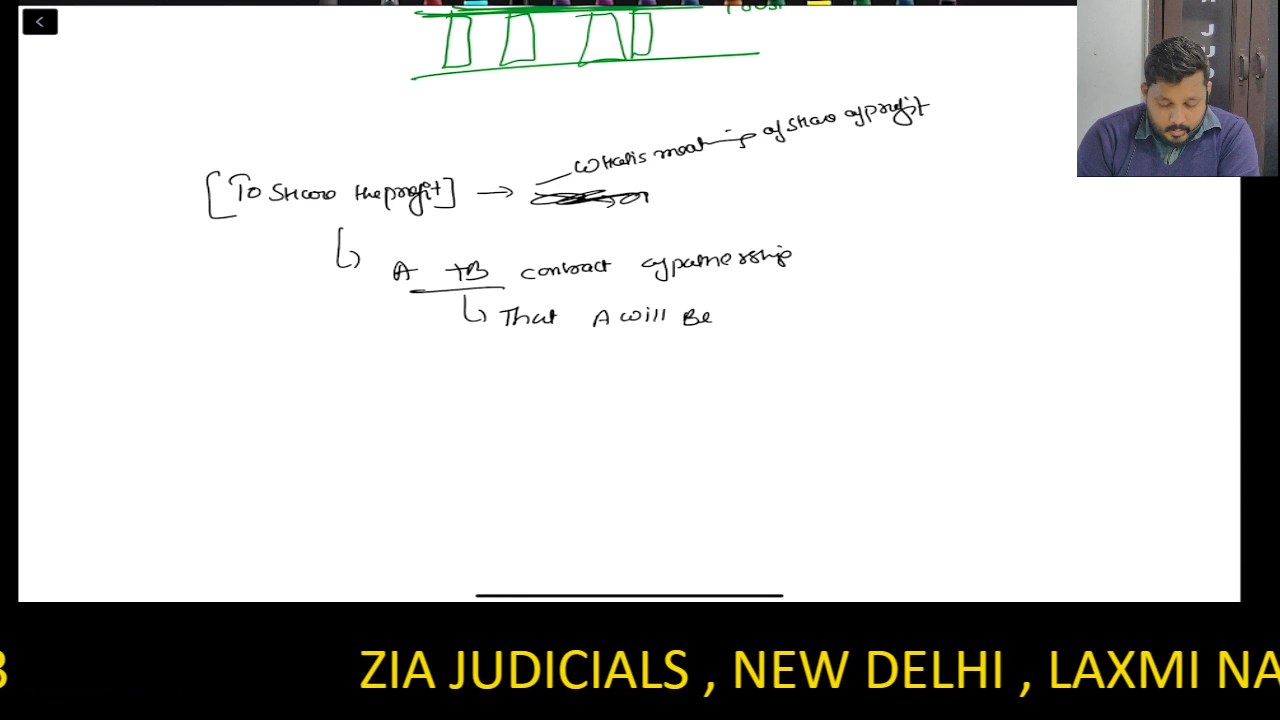 What is meaning of share of profit
[To Share the profit] →
A + B contract of partnership
That A will Be
J
U
ZIA JUDICIALS , NEW DELHI , LAXMI NA